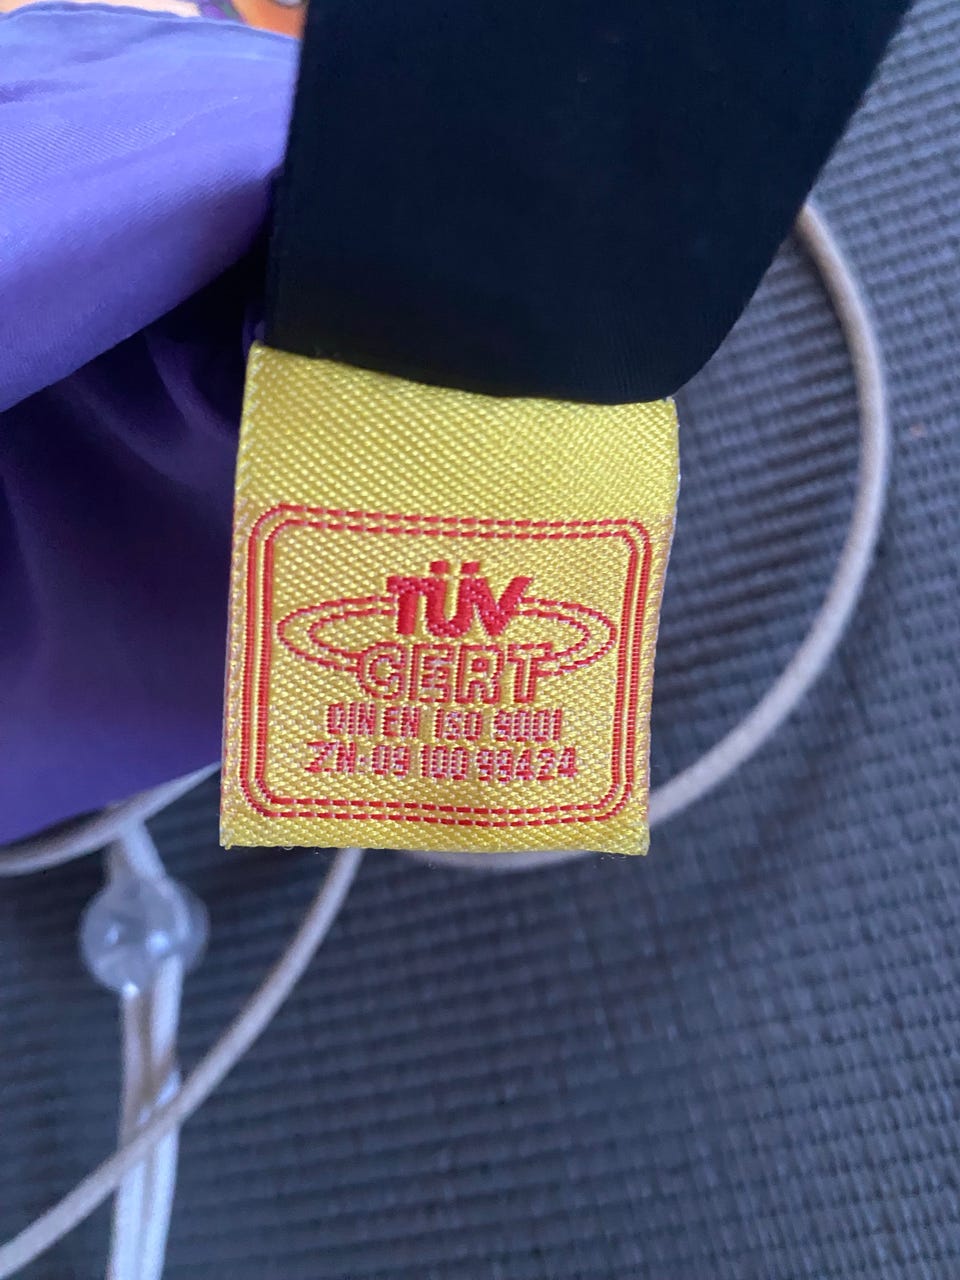 TÜV
CERT
DIN EN ISO 9001
ZN: 09 100 99424